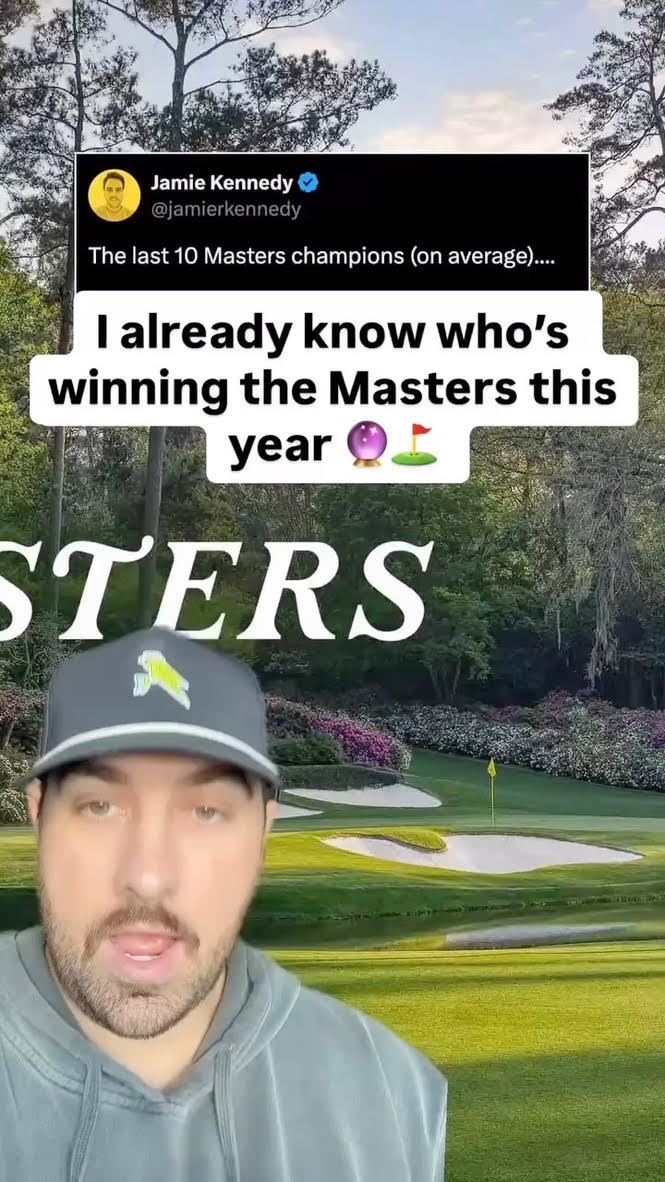 Jamie Kennedy
@jamierkennedy
The last 10 Masters champions (on average)....
I already know who's
winning the Masters this
year 🔮⛳
STERS